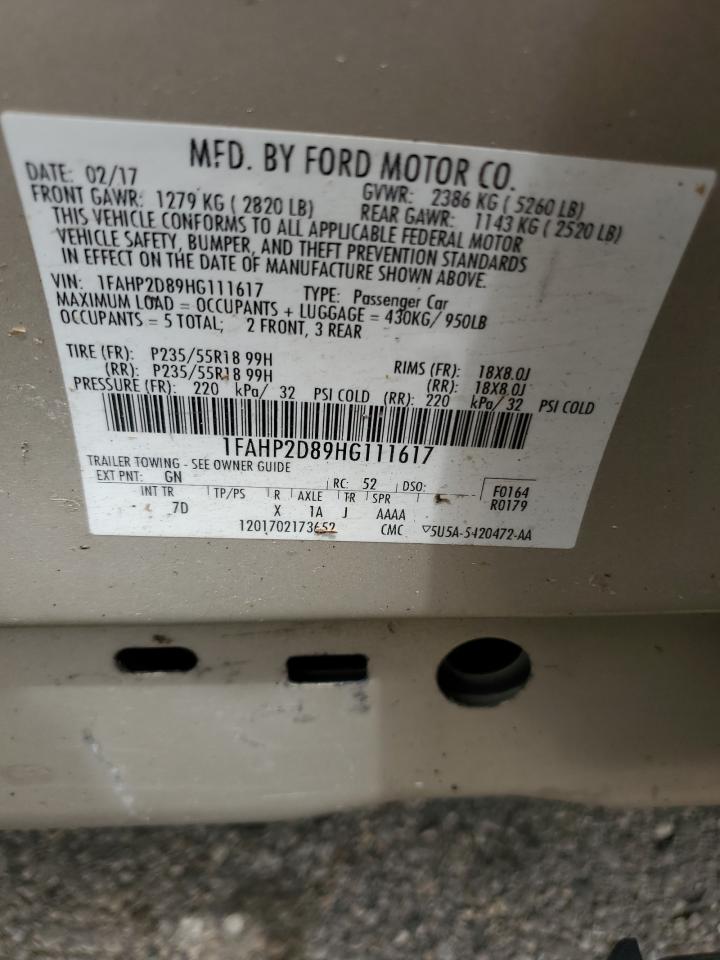 MFD. BY FORD MOTOR CO.
DATE: 02/17 GVWR: 2386 KG ( 5260 LB)
FRONT GAWR: 1279 KG ( 2820 LB) REAR GAWR: 1143 KG ( 2520 LB)
THIS VEHICLE CONFORMS TO ALL APPLICABLE FEDERAL MOTOR
VEHICLE SAFETY, BUMPER, AND THEFT PREVENTION STANDARDS
IN EFFECT ON THE DATE OF MANUFACTURE SHOWN ABOVE.
VIN: 1FAHP2D89HG111617 TYPE: Passenger Car
MAXIMUM LOAD = OCCUPANTS + LUGGAGE = 430KG/ 950LB
OCCUPANTS = 5 TOTAL; 2 FRONT, 3 REAR
TIRE (FR): P235/55R18 99H RIMS (FR): 18X8.0J
(RR): P235/55R18 99H (RR): 18X8.0J
PRESSURE (FR): 220 kPa/ 32 PSI COLD (RR): 220 kPa/ 32 PSI COLD
1FAHP2D89HG111617
TRAILER TOWING - SEE OWNER GUIDE
EXT PNT: GN RC: 52 DSO: F0164
INT TR TP/PS R AXLE TR SPR R0179
7D X 1A J AAAA
1201702173652 CMC ▽5U5A-5420472-AA